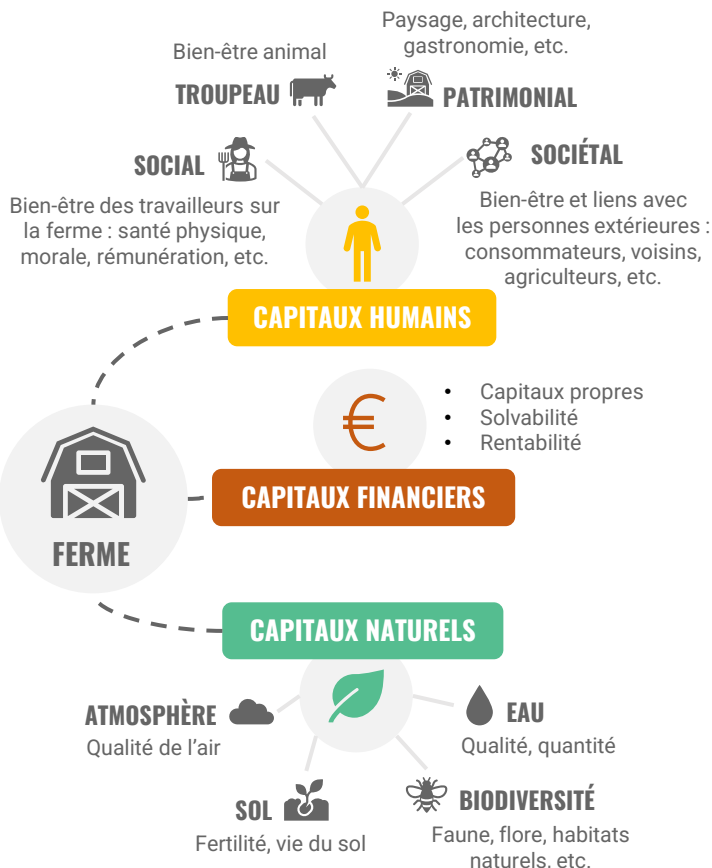 Bien-être animal
TROUPEAU
Paysage, architecture,
gastronomie, etc.
PATRIMONIAL
SOCIAL
Bien-être des travailleurs sur
la ferme : santé physique,
morale, rémunération, etc.
SOCIÉTAL
Bien-être et liens avec
les personnes extérieures :
consommateurs, voisins,
agriculteurs, etc.
CAPITAUX HUMAINS
€
• Capitaux propres
• Solvabilité
• Rentabilité
CAPITAUX FINANCIERS
FERME
CAPITAUX NATURELS
ATMOSPHÈRE
Qualité de l’air
EAU
Qualité, quantité
SOL
Fertilité, vie du sol
BIODIVERSITÉ
Faune, flore, habitats
naturels, etc.